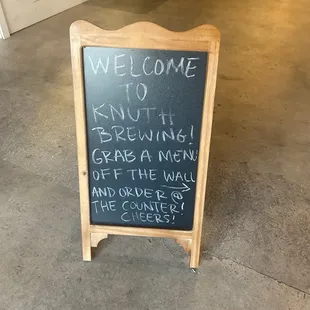 WELCOME
TO
KNUTH
BREWING!
GRAB A MENU
OFF THE WALL
AND ORDER @
THE COUNTER!
CHEERS!